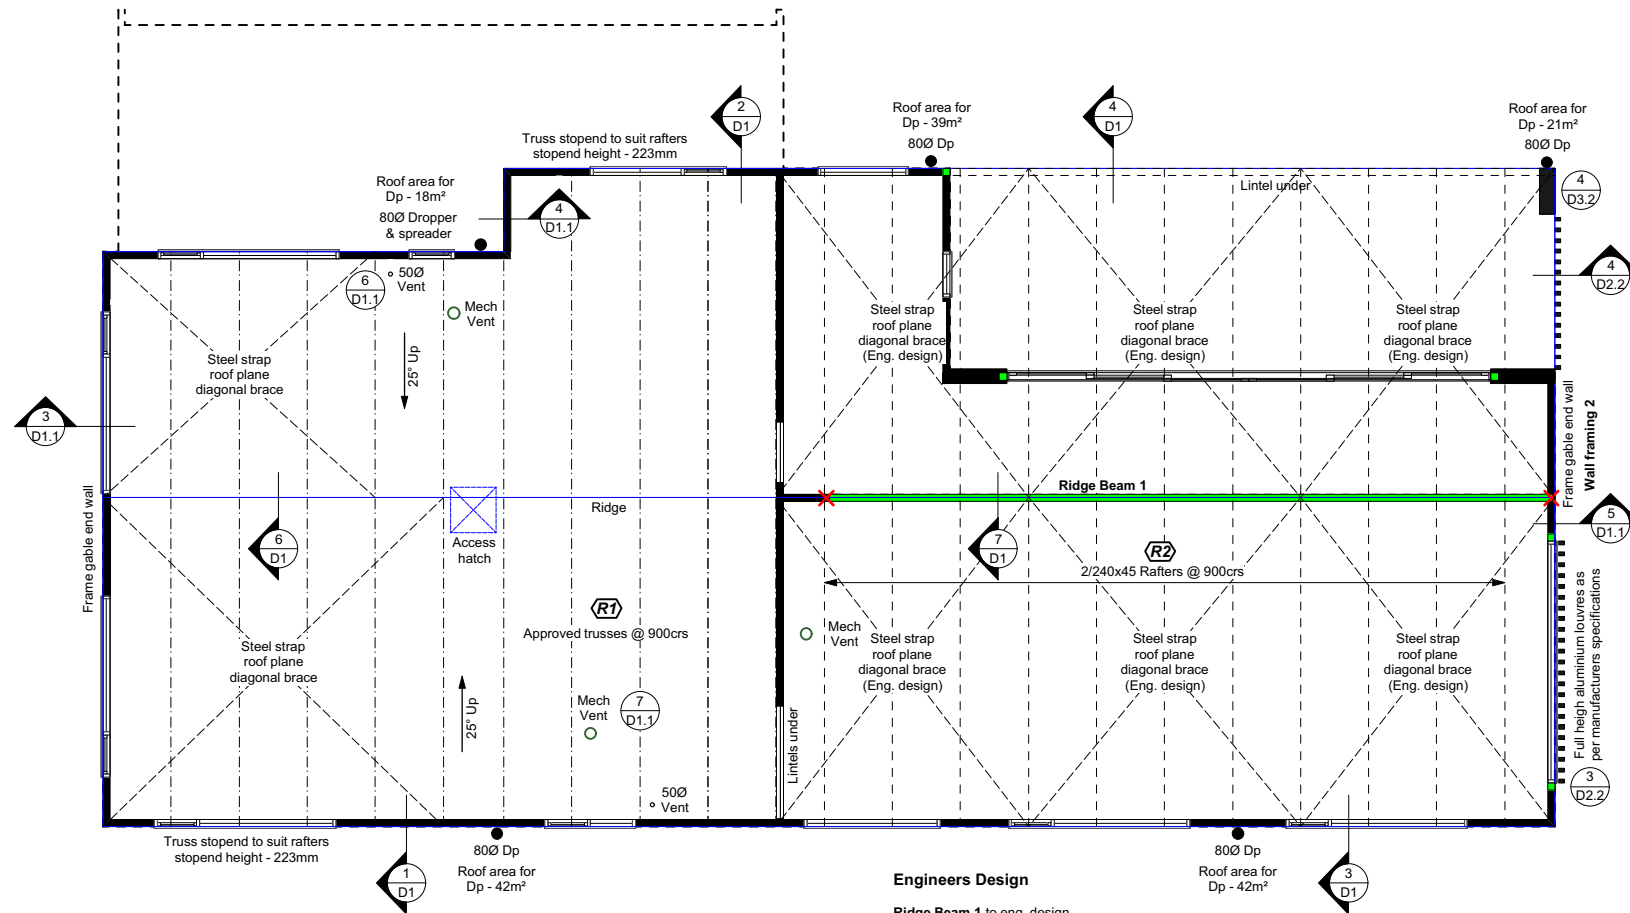 2
D1
Truss stopend to suit rafters
stopend height - 223mm
Roof area for
Dp - 39m²
80Ø Dp
4
D1
Roof area for
Dp - 21m²
80Ø Dp
Roof area for
Dp - 18m²
80Ø Dropper
& spreader
4
D1.1
Lintel under
4
D3.2
6
D1.1
50Ø
Vent
Mech
Vent
4
D2.2
25° Up
Steel strap
roof plane
diagonal brace
Steel strap
roof plane
diagonal brace
(Eng. design)
Steel strap
roof plane
diagonal brace
(Eng. design)
Steel strap
roof plane
diagonal brace
(Eng. design)
3
D1.1
Frame gable end wall
Wall framing 2
Ridge Beam 1
Ridge
Access
hatch
6
D1
7
D1
5
D1.1
R2
2/240x45 Rafters @ 900crs
Frame gable end wall
R1
Approved trusses @ 900crs
Mech
Vent
Full heigh aluminium louvres as
per manufacturers specifications
Steel strap
roof plane
diagonal brace
Steel strap
roof plane
diagonal brace
(Eng. design)
Steel strap
roof plane
diagonal brace
(Eng. design)
Steel strap
roof plane
diagonal brace
(Eng. design)
25° Up
Mech
Vent
7
D1.1
Lintels under
50Ø
Vent
3
D2.2
Truss stopend to suit rafters
stopend height - 223mm
1
D1
80Ø Dp
Roof area for
Dp - 42m²
80Ø Dp
Roof area for
Dp - 42m²
3
D1
Engineers Design
Ridge Beam 1 to eng. design